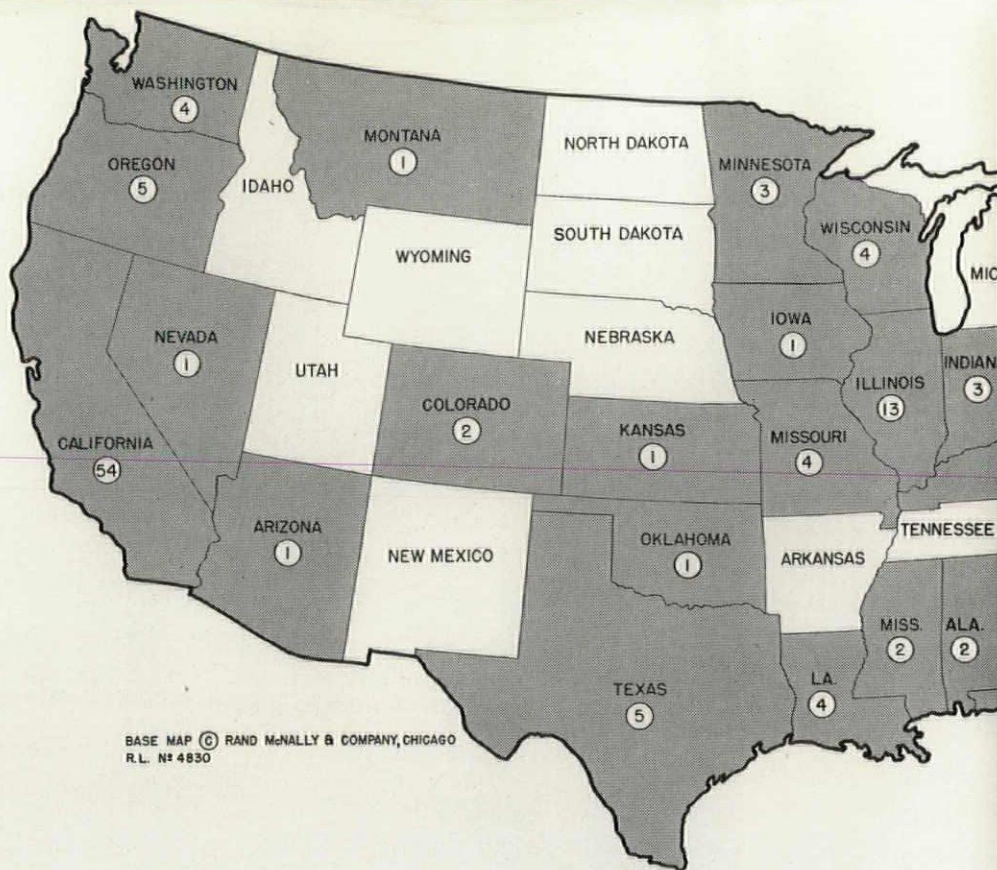 WASHINGTON
4
MONTANA
1
NORTH DAKOTA
MINNESOTA
3
OREGON
5
IDAHO
SOUTH DAKOTA
WISCONSIN
4
WYOMING
MIC
NEVADA
1
UTAH
NEBRASKA
IOWA
1
ILLINOIS
13
INDIAN
3
COLORADO
2
KANSAS
1
MISSOURI
4
CALIFORNIA
54
ARIZONA
1
NEW MEXICO
OKLAHOMA
1
ARKANSAS
TENNESSEE
MISS.
2
ALA.
2
TEXAS
5
LA.
4
BASE MAP © RAND McNALLY & COMPANY, CHICAGO
R.L. Nº 4830